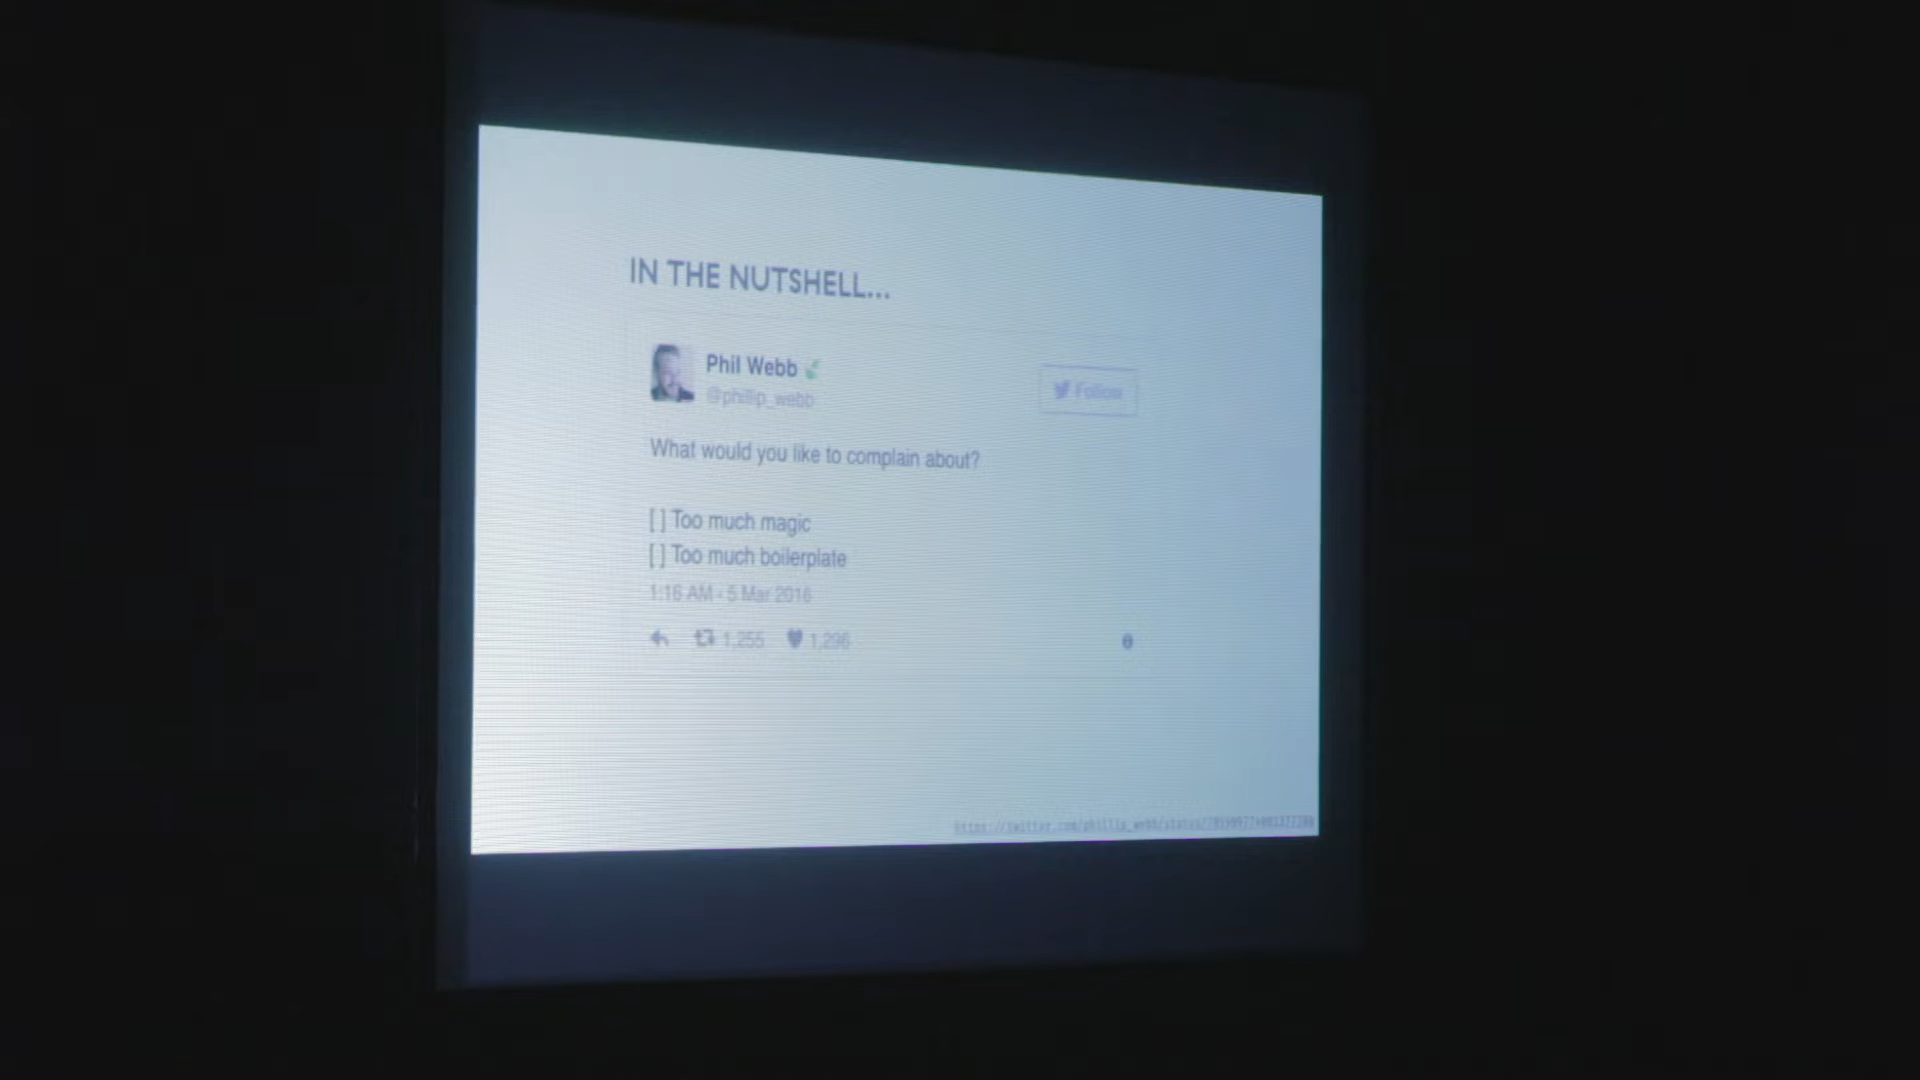 IN THE NUTSHELL...
Phil Webb
@phillip_webb
Follow
What would you like to complain about?
[ ] Too much magic
[ ] Too much boilerplate
1:16 AM - 5 Mar 2016
1,255 1,296